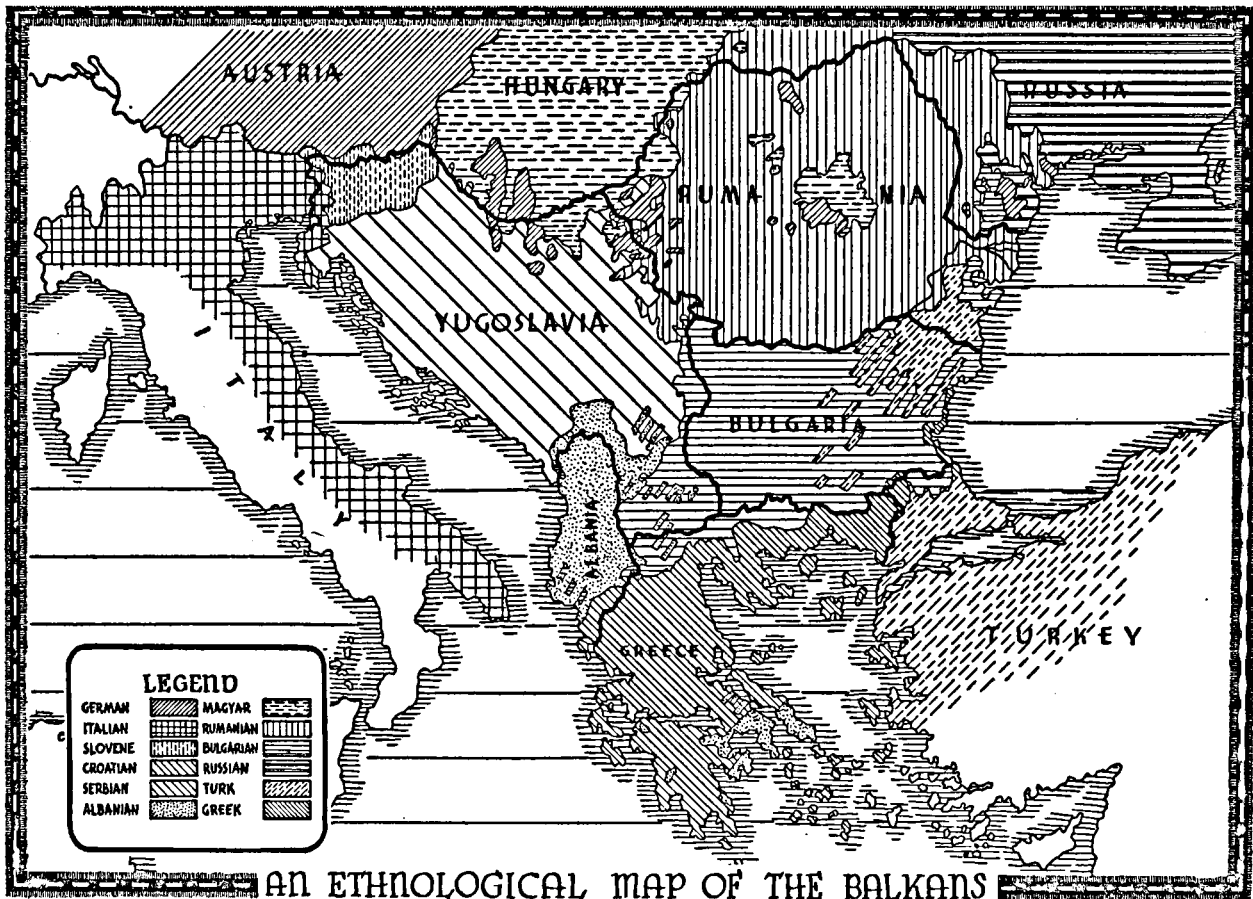 AUSTRIA
HUNGARY
RUSSIA
RUMANIA
YUGOSLAVIA
ITALY
BULGARIA
ALBANIA
GREECE
TURKEY
LEGEND
GERMAN MAGYAR
ITALIAN RUMANIAN
SLOVENE BULGARIAN
CROATIAN RUSSIAN
SERBIAN TURK
ALBANIAN GREEK
AN ETHNOLOGICAL MAP OF THE BALKANS